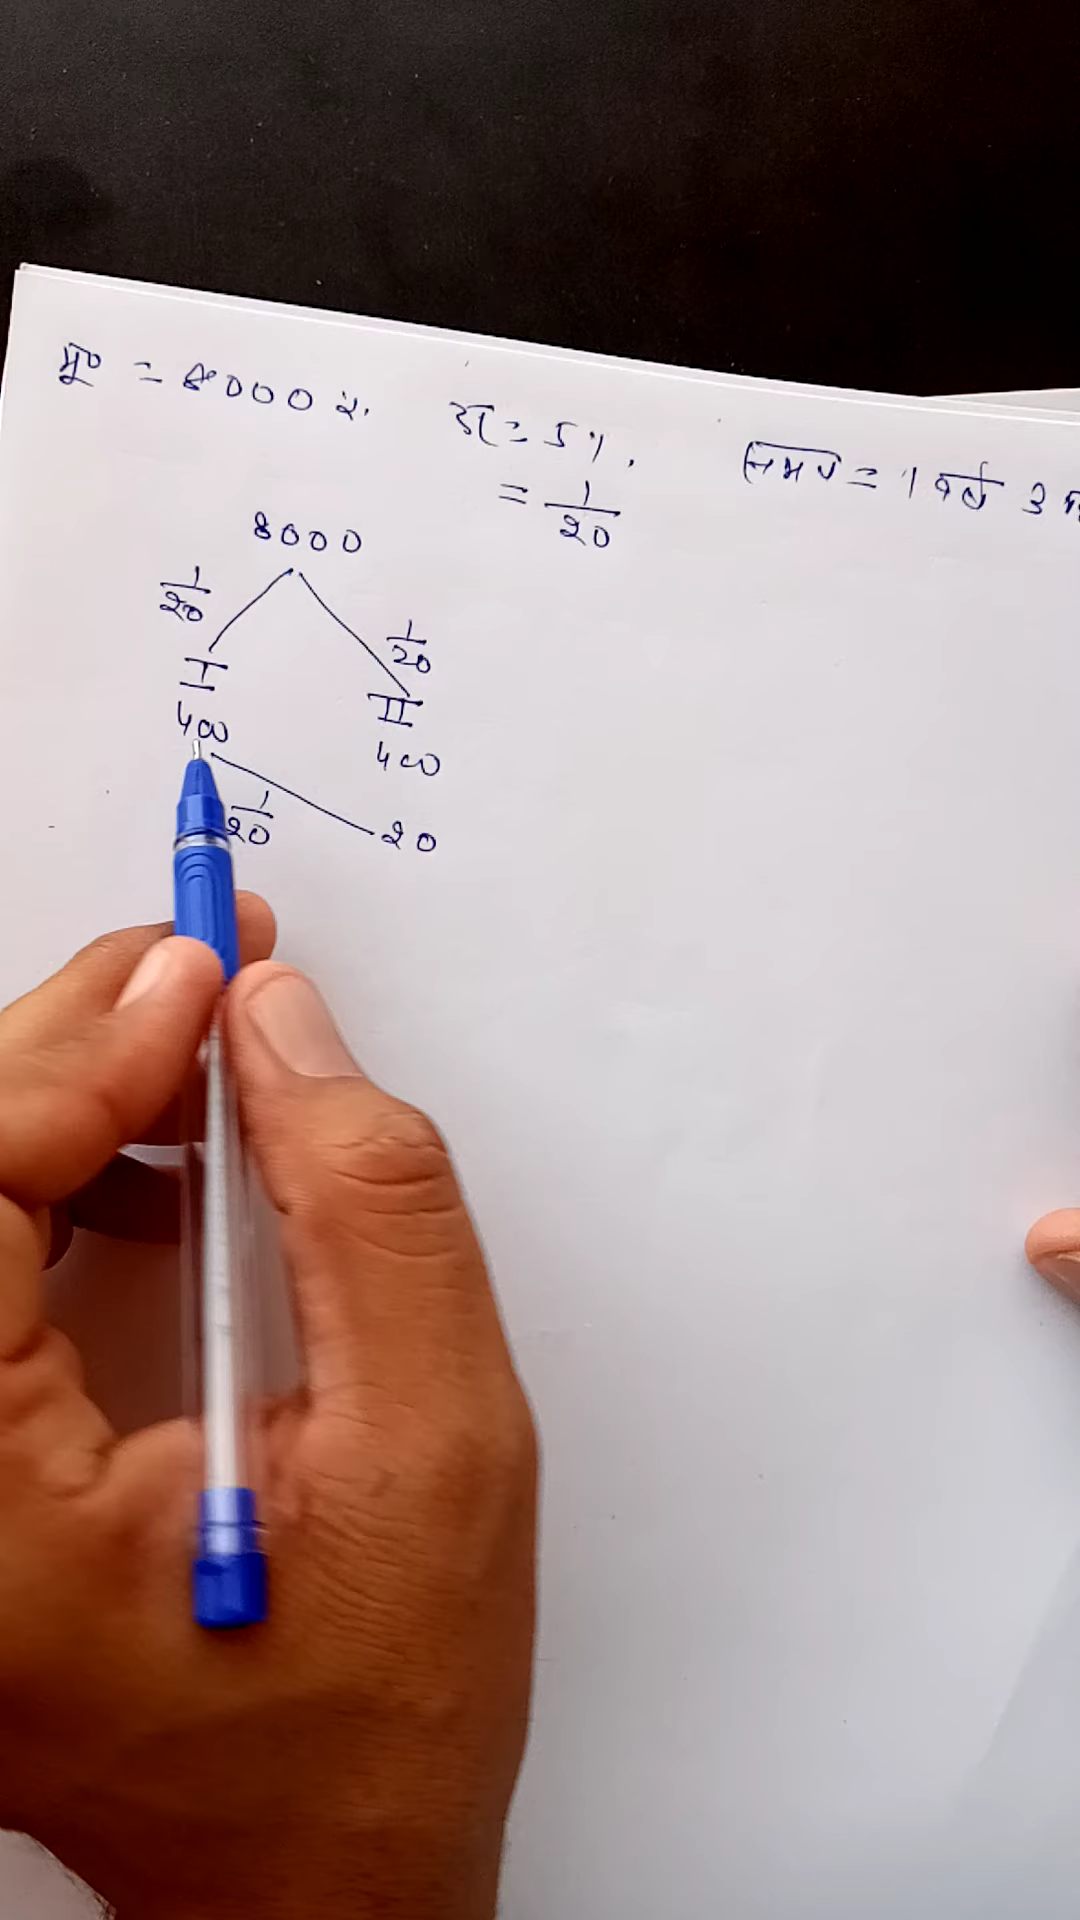 मू० = 8000 रु. दर = 5%. समय = 1 वर्ष 3
= 1/20
8000
1/20 1/20
I II
400 400
1/20 20